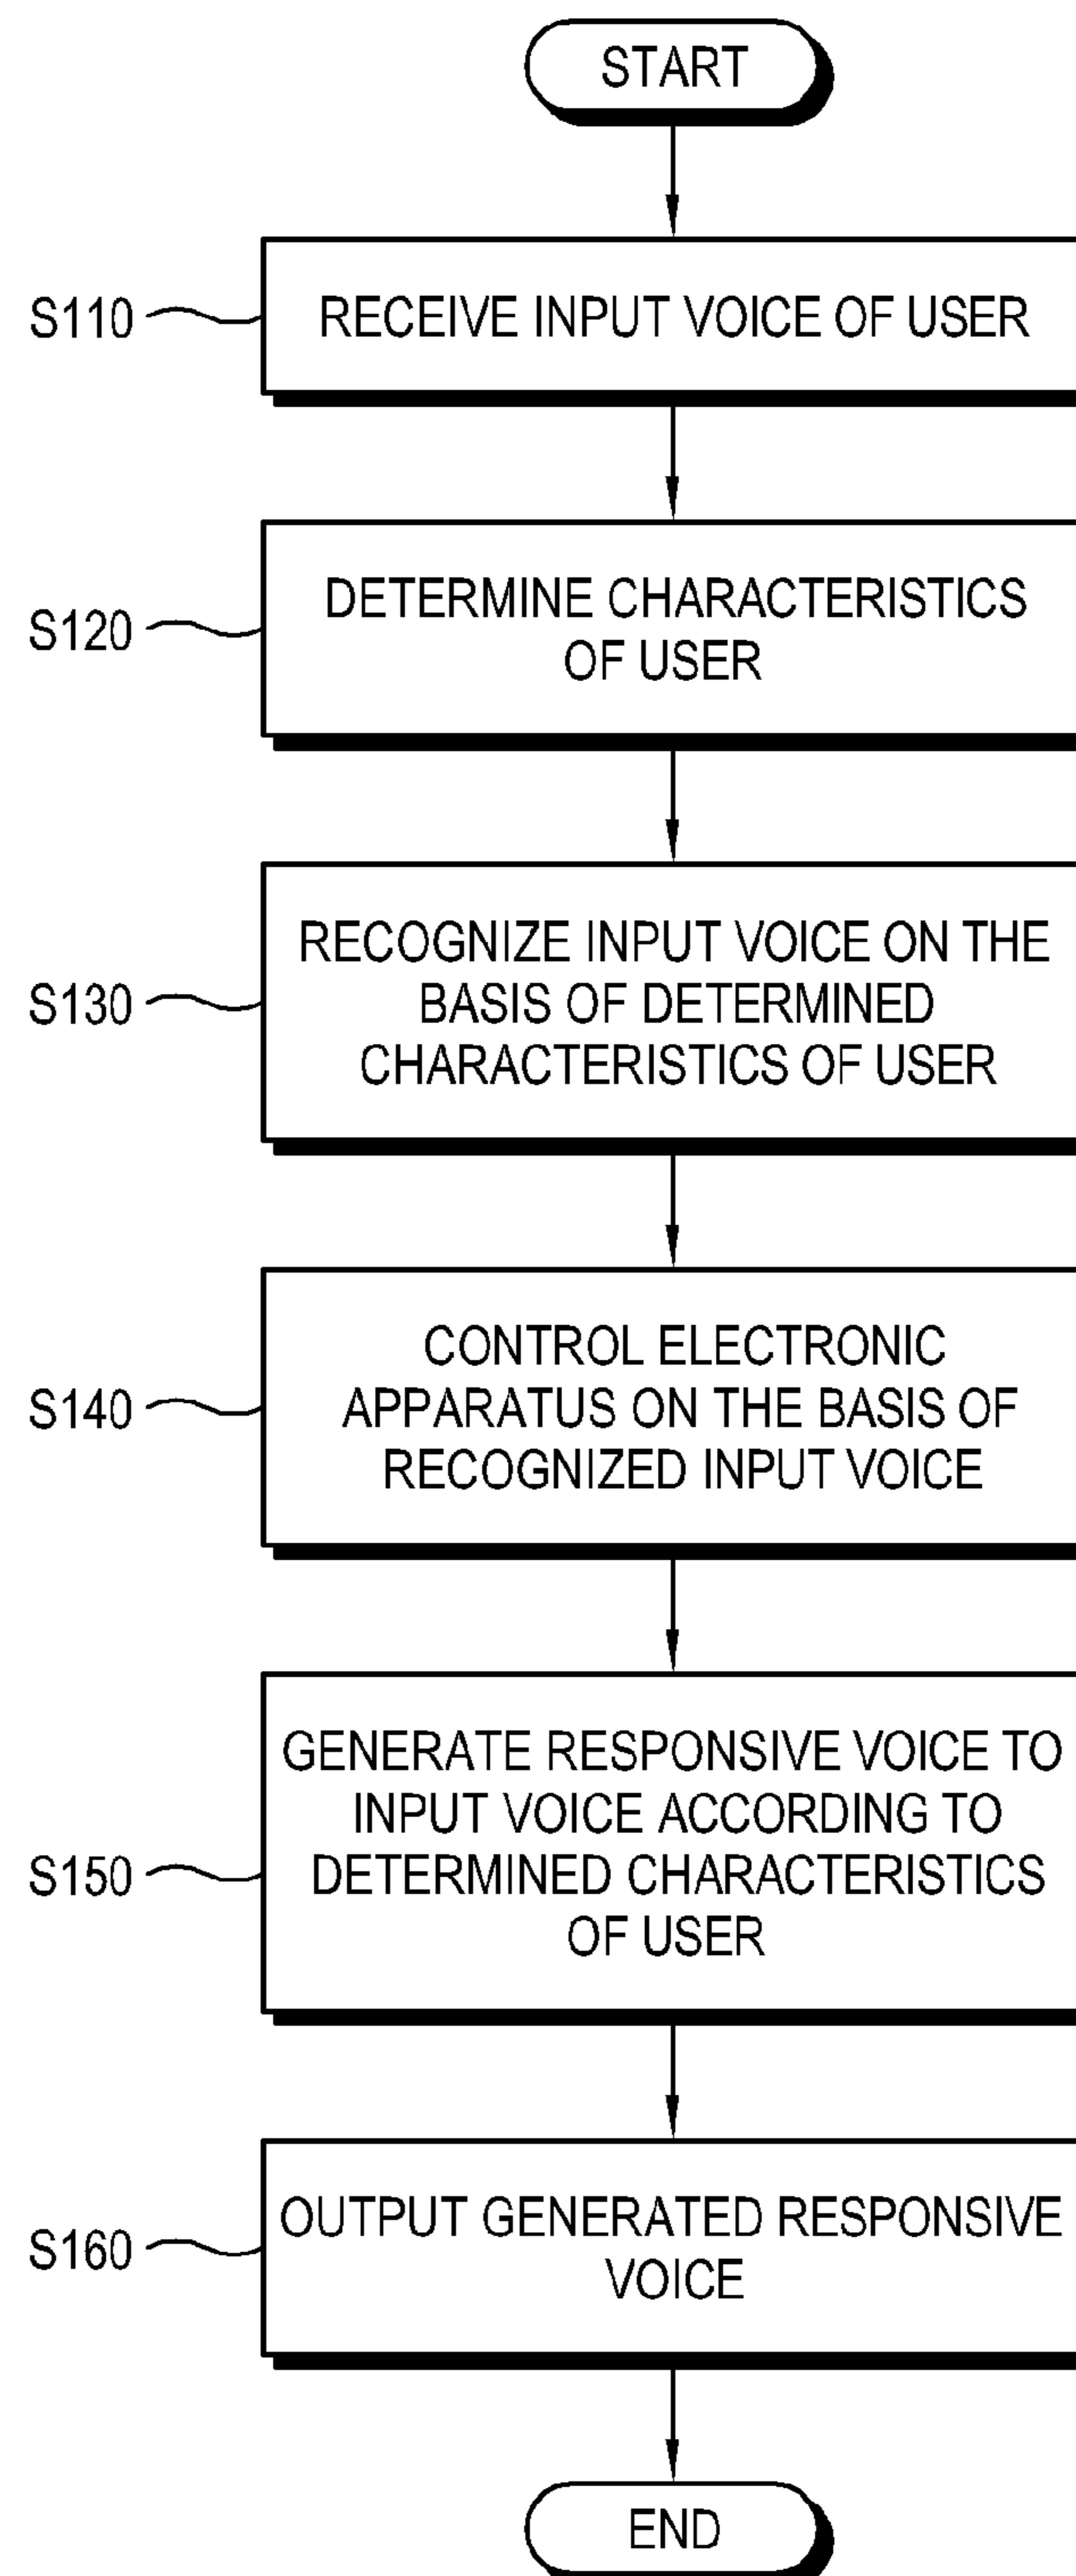 START
S110
RECEIVE INPUT VOICE OF USER
S120
DETERMINE CHARACTERISTICS
OF USER
S130
RECOGNIZE INPUT VOICE ON THE
BASIS OF DETERMINED
CHARACTERISTICS OF USER
S140
CONTROL ELECTRONIC
APPARATUS ON THE BASIS OF
RECOGNIZED INPUT VOICE
S150
GENERATE RESPONSIVE VOICE TO
INPUT VOICE ACCORDING TO
DETERMINED CHARACTERISTICS
OF USER
S160
OUTPUT GENERATED RESPONSIVE
VOICE
END